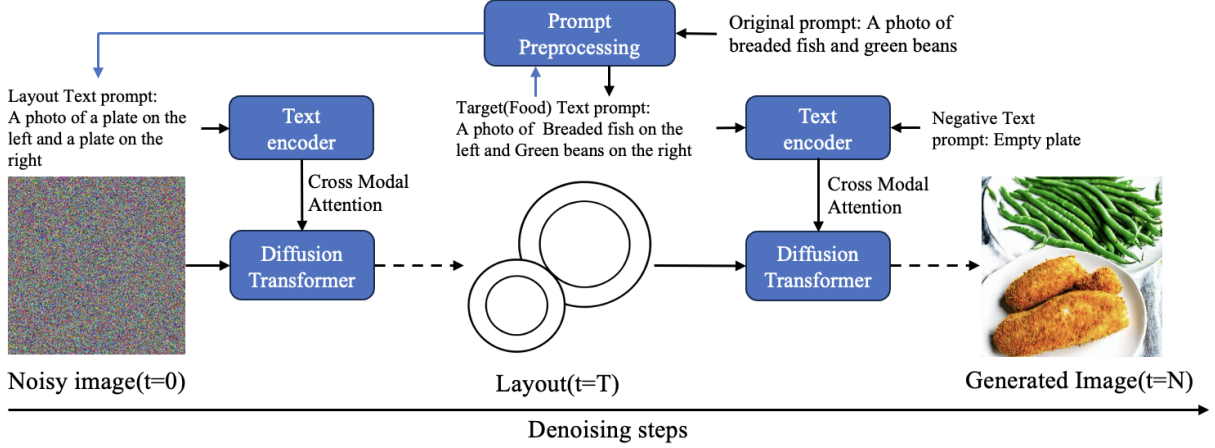 Prompt
Preprocessing
Original prompt: A photo of
breaded fish and green beans
Layout Text prompt:
A photo of a plate on the
left and a plate on the
right
Text
encoder
Target(Food) Text prompt:
A photo of  Breaded fish on the
left and Green beans on the right
Text
encoder
Negative Text
prompt: Empty plate
Cross Modal
Attention
Cross Modal
Attention
Diffusion
Transformer
Diffusion
Transformer
Noisy image(t=0)
Layout(t=T)
Generated Image(t=N)
Denoising steps